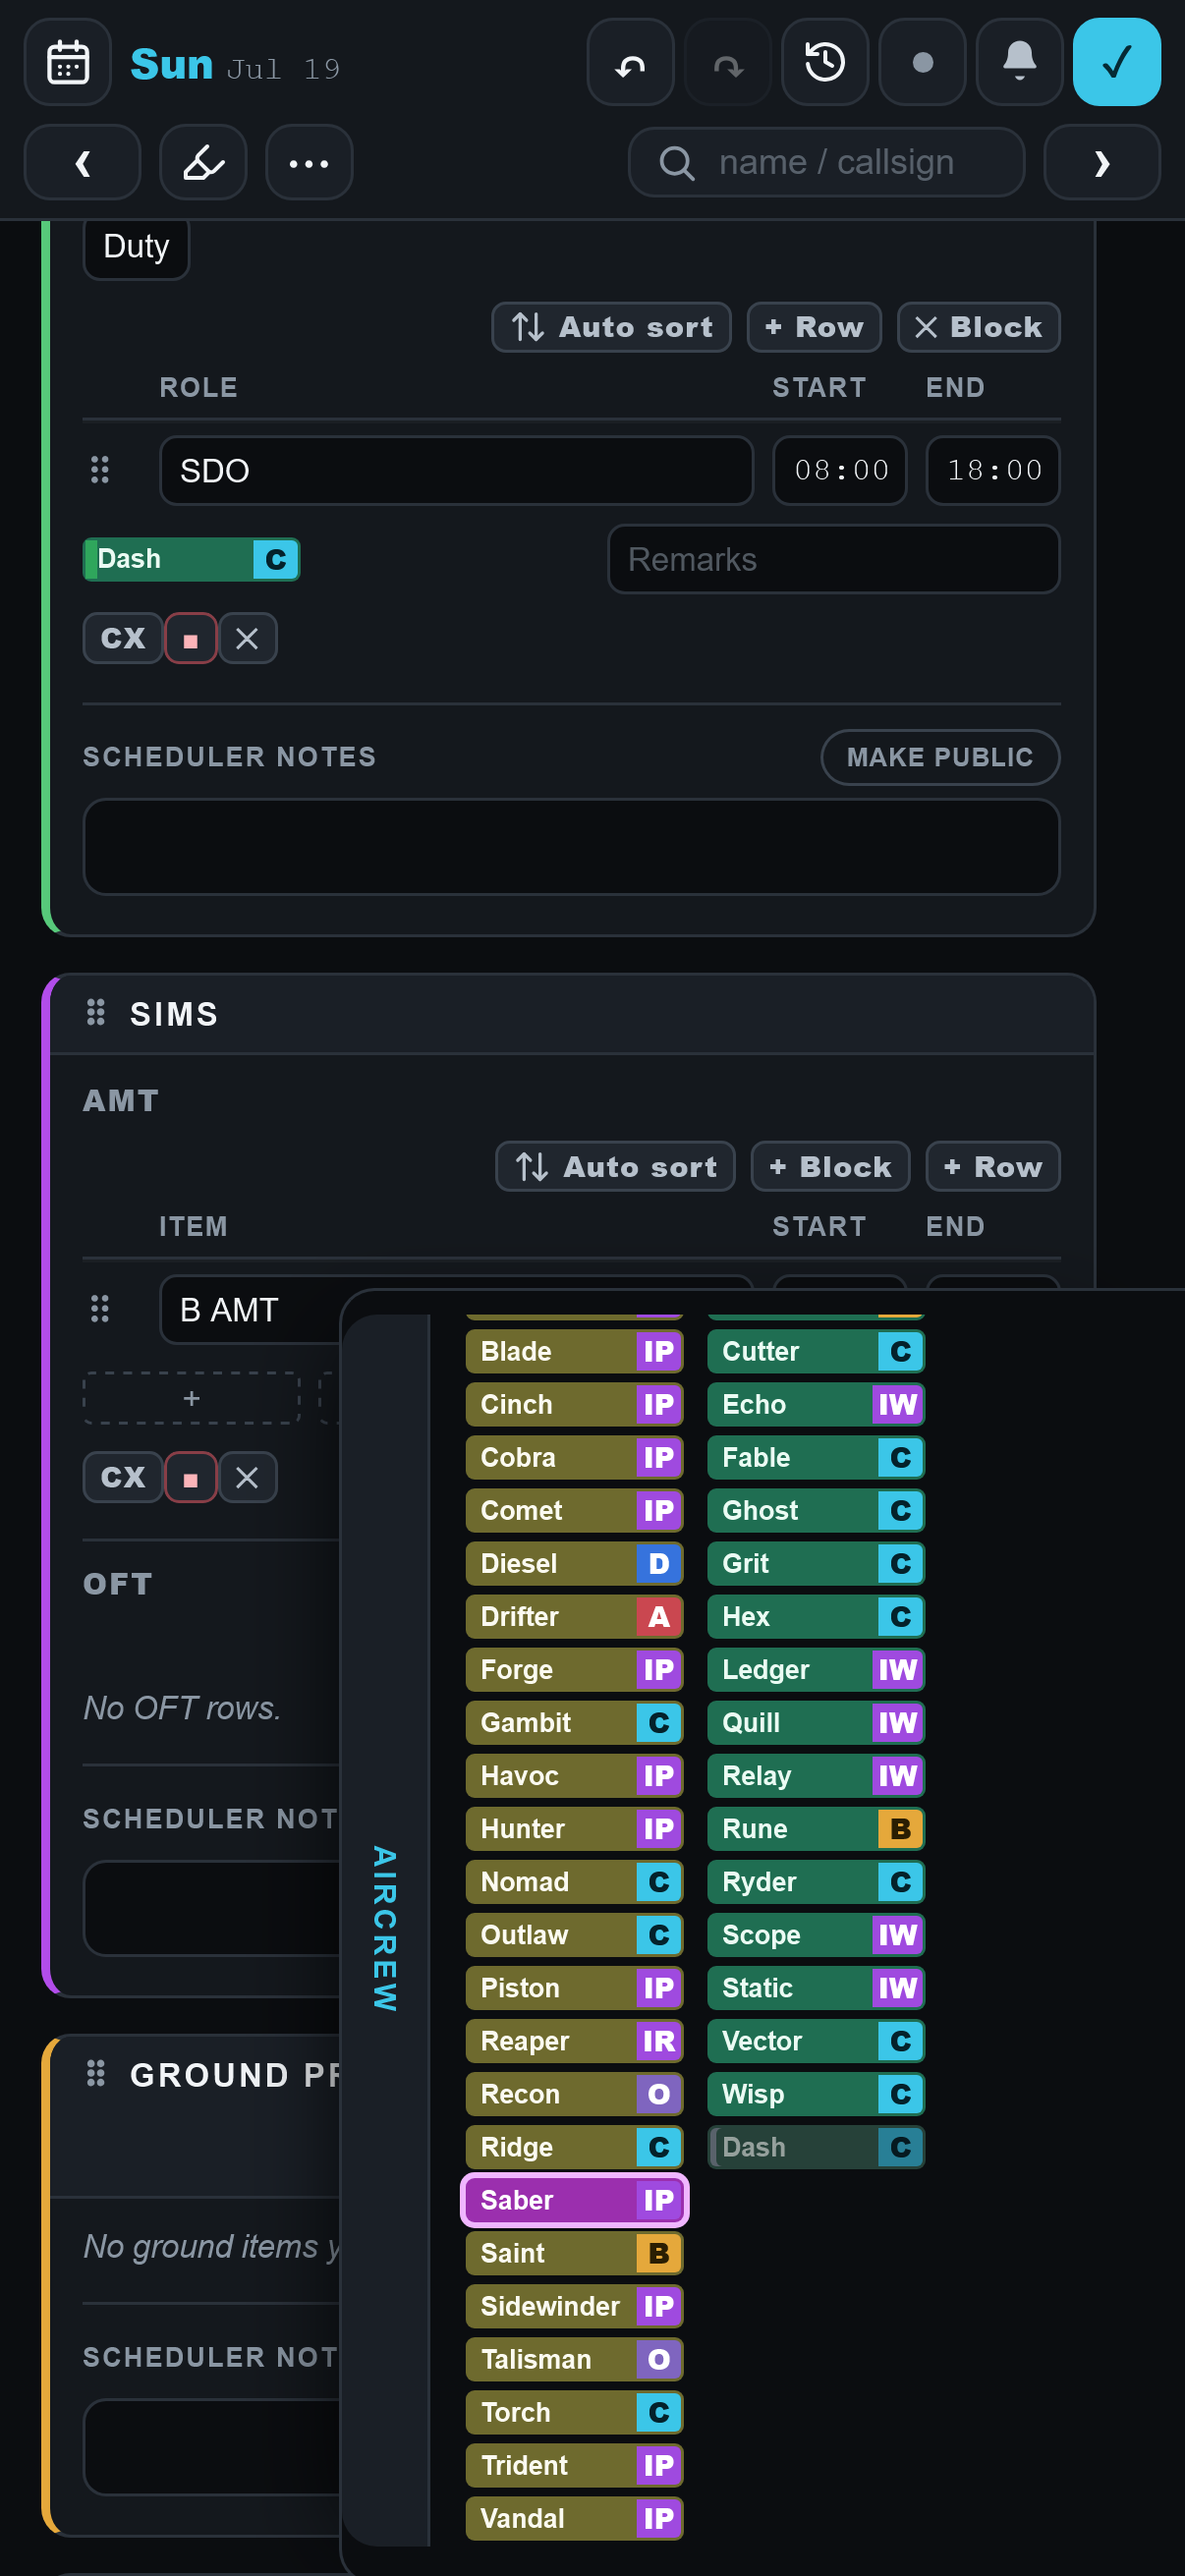 Sun Jul 19
name / callsign
Duty
Auto sort + Row Block
ROLE START END
SDO 08:00 18:00
Dash C Remarks
CX
SCHEDULER NOTES MAKE PUBLIC
SIMS
AMT
Auto sort + Block + Row
ITEM START END
B AMT
+
CX
OFT
No OFT rows.
SCHEDULER NOT
GROUND PR
No ground items y
SCHEDULER NOT
AIRCREW
Blade IP Cutter C
Cinch IP Echo IW
Cobra IP Fable C
Comet IP Ghost C
Diesel D Grit C
Drifter A Hex C
Forge IP Ledger IW
Gambit C Quill IW
Havoc IP Relay IW
Hunter IP Rune B
Nomad C Ryder C
Outlaw C Scope IW
Piston IP Static IW
Reaper IR Vector C
Recon O Wisp C
Ridge C Dash C
Saber IP
Saint B
Sidewinder IP
Talisman O
Torch C
Trident IP
Vandal IP